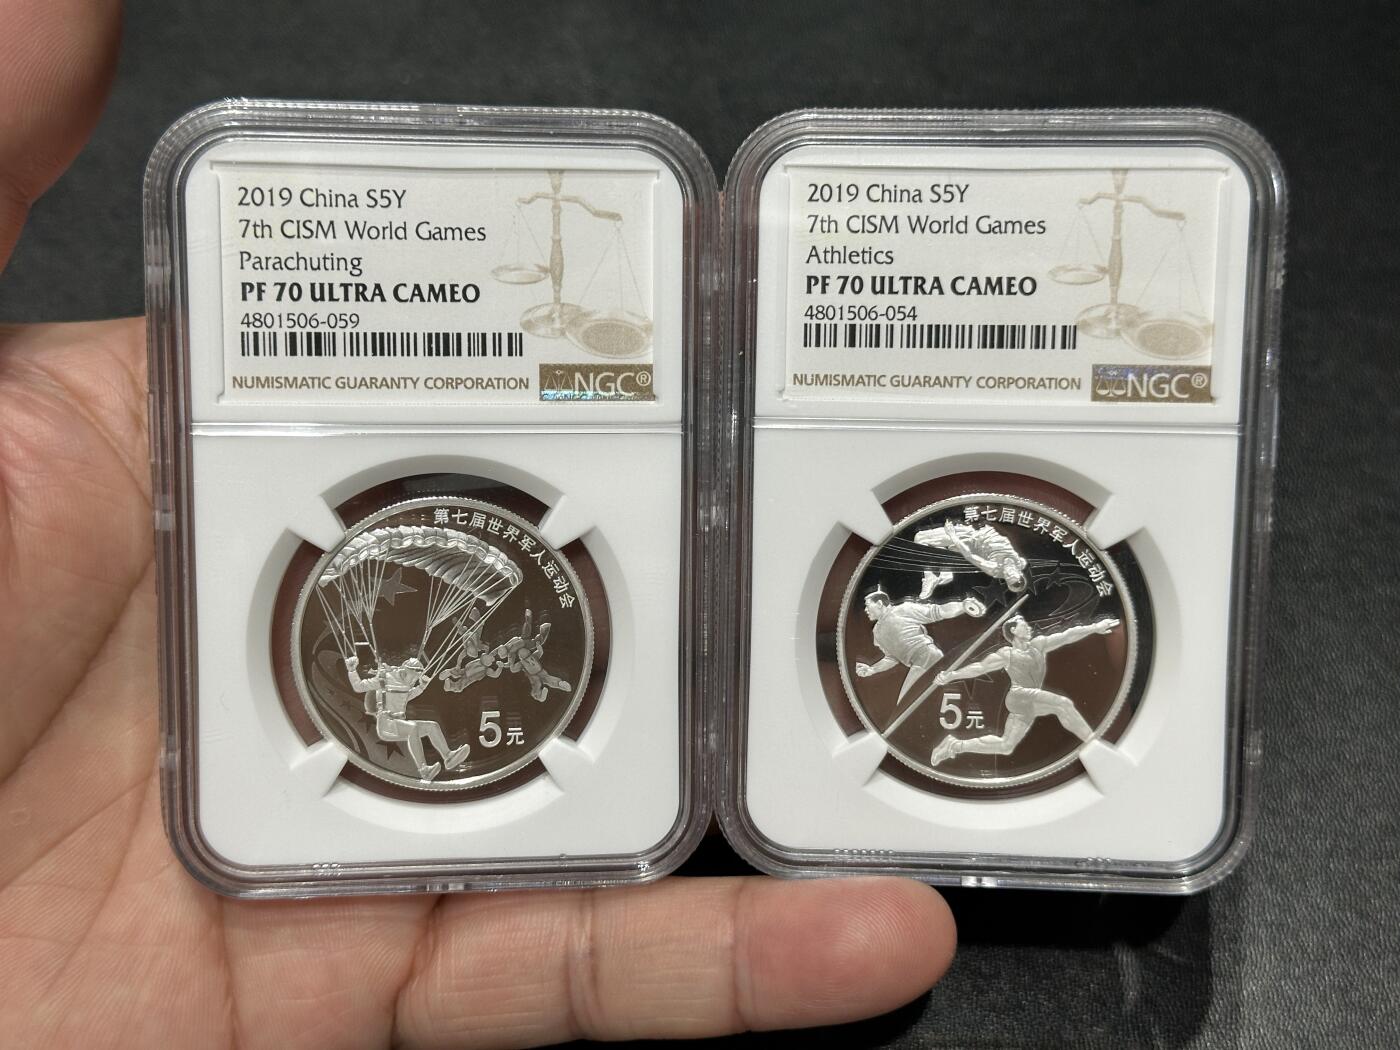 2019 China S5Y
7th CISM World Games
Parachuting
PF 70 ULTRA CAMEO
4801506-059
NUMISMATIC GUARANTY CORPORATION
NGC®
第七届世界军人运动会
5元
2019 China S5Y
7th CISM World Games
Athletics
PF 70 ULTRA CAMEO
4801506-054
NUMISMATIC GUARANTY CORPORATION
NGC®
第七届世界军人运动会
5元